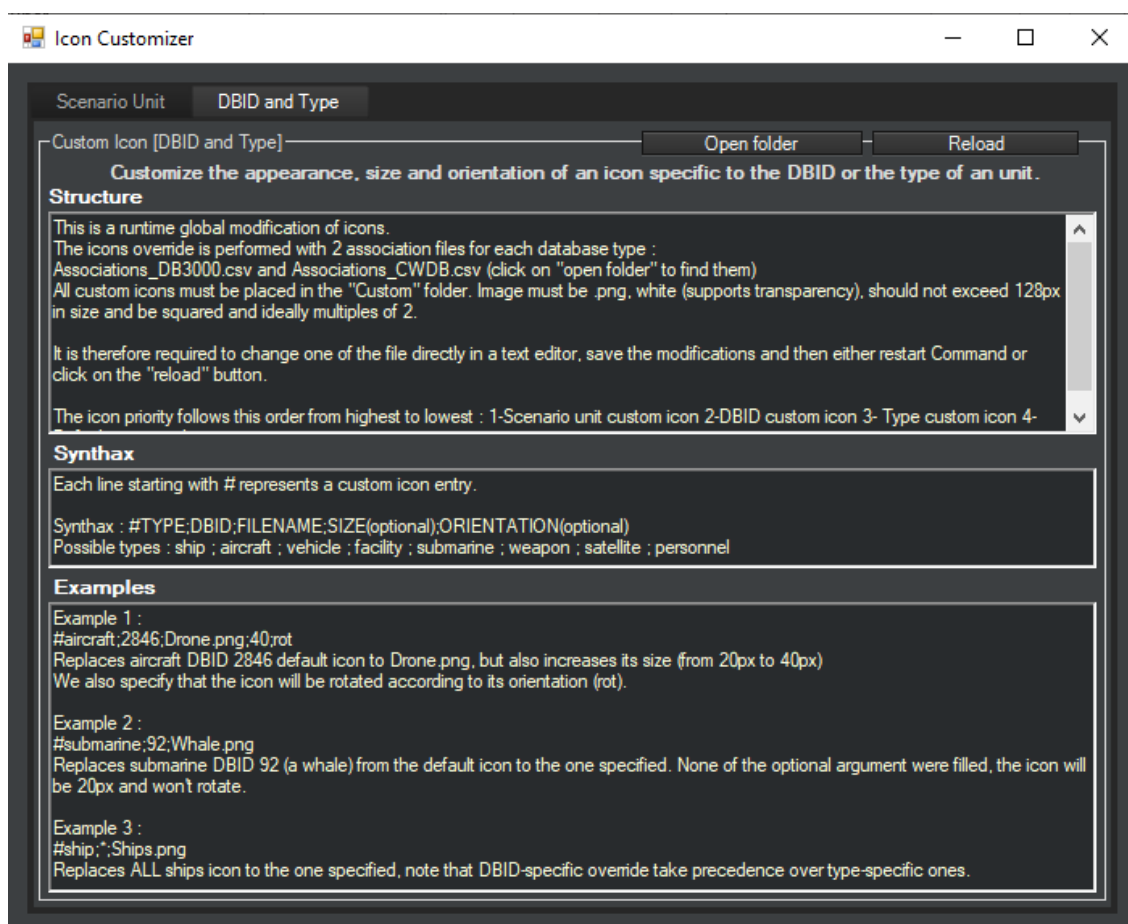 Icon Customizer
Scenario Unit
DBID and Type
Custom Icon [DBID and Type]
Open folder
Reload
Customize the appearance, size and orientation of an icon specific to the DBID or the type of an unit.
Structure
This is a runtime global modification of icons.
The icons override is performed with 2 association files for each database type :
Associations_DB3000.csv and Associations_CWDB.csv (click on "open folder" to find them)
All custom icons must be placed in the "Custom" folder. Image must be .png, white (supports transparency), should not exceed 128px
in size and be squared and ideally multiples of 2.
It is therefore required to change one of the file directly in a text editor, save the modifications and then either restart Command or
click on the "reload" button.
The icon priority follows this order from highest to lowest : 1-Scenario unit custom icon 2-DBID custom icon 3- Type custom icon 4-
Synthax
Each line starting with # represents a custom icon entry.
Synthax : #TYPE;DBID;FILENAME;SIZE(optional);ORIENTATION(optional)
Possible types : ship ; aircraft ; vehicle ; facility ; submarine ; weapon ; satellite ; personnel
Examples
Example 1 :
#aircraft;2846;Drone.png;40;rot
Replaces aircraft DBID 2846 default icon to Drone.png, but also increases its size (from 20px to 40px)
We also specify that the icon will be rotated according to its orientation (rot).
Example 2 :
#submarine;92;Whale.png
Replaces submarine DBID 92 (a whale) from the default icon to the one specified. None of the optional argument were filled, the icon will
be 20px and won't rotate.
Example 3 :
#ship;*;Ships.png
Replaces ALL ships icon to the one specified, note that DBID-specific override take precedence over type-specific ones.